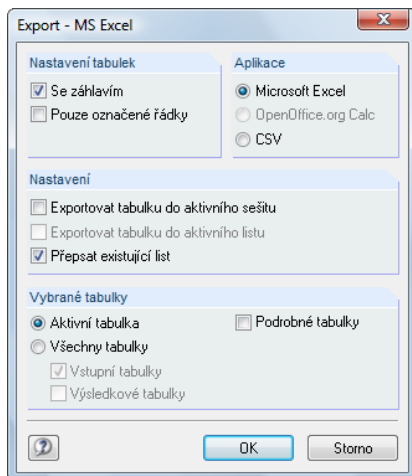 Export - MS Excel
Nastavení tabulek
Se záhlavím
Pouze označené řádky
Aplikace
Microsoft Excel
OpenOffice.org Calc
CSV
Nastavení
Exportovat tabulku do aktivního sešitu
Exportovat tabulku do aktivního listu
Přepsat existující list
Vybrané tabulky
Aktivní tabulka
Podrobné tabulky
Všechny tabulky
Vstupní tabulky
Výsledkové tabulky
OK
Storno